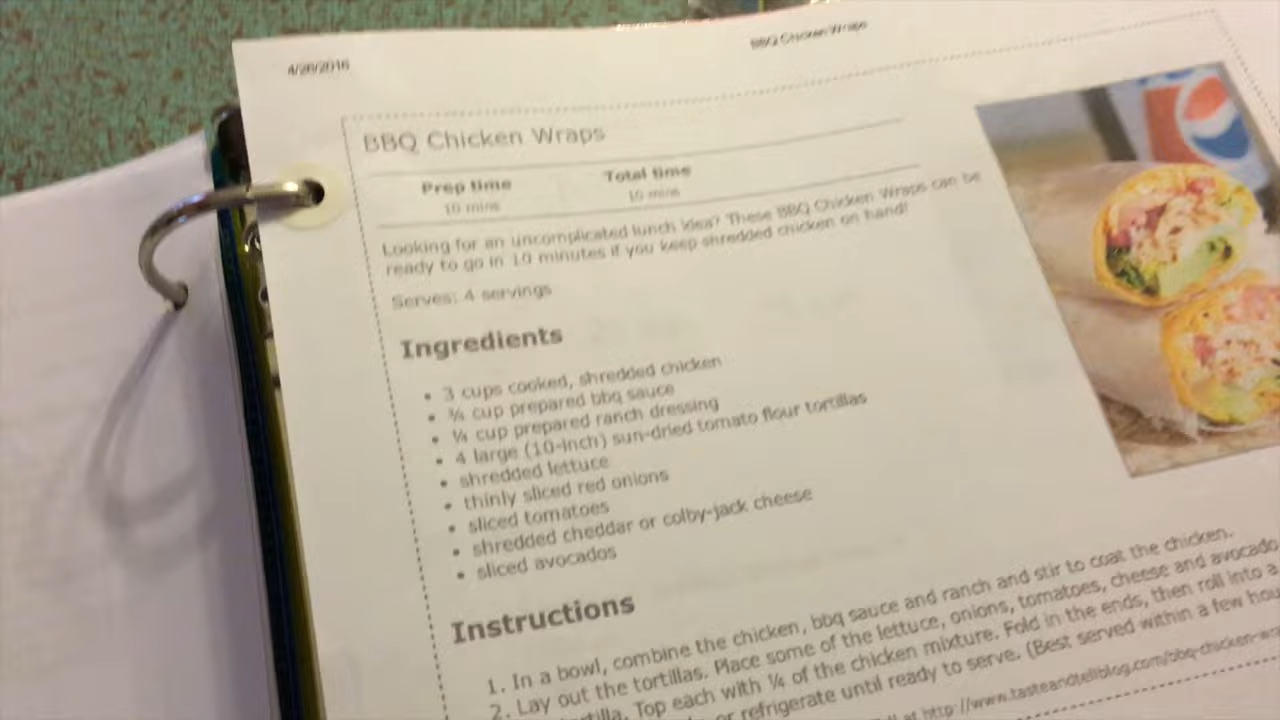 4/26/2016
BBQ Chicken Wraps
BBQ Chicken Wraps
Prep time Total time
10 mins 10 mins
Looking for an uncomplicated lunch idea? These BBQ Chicken Wraps can be
ready to go in 10 minutes if you keep shredded chicken on hand!
Serves: 4 servings
Ingredients
• 3 cups cooked, shredded chicken
• cup prepared bbq sauce
• ¼ cup prepared ranch dressing
• 4 large (10-inch) sun-dried tomato flour tortillas
• shredded lettuce
• thinly sliced red onions
• sliced tomatoes
• shredded cheddar or colby-jack cheese
• sliced avocados
Instructions
1. In a bowl, combine the chicken, bbq sauce and ranch and stir to coat the chicken.
2. Lay out the tortillas. Place some of the lettuce, onions, tomatoes, cheese and avocado
Top each with ¼ of the chicken mixture. Fold in the ends, then roll into a
or refrigerate until ready to serve. (Best served within a few
at http://www.tasteandtellblog.com/bbq-chicken-